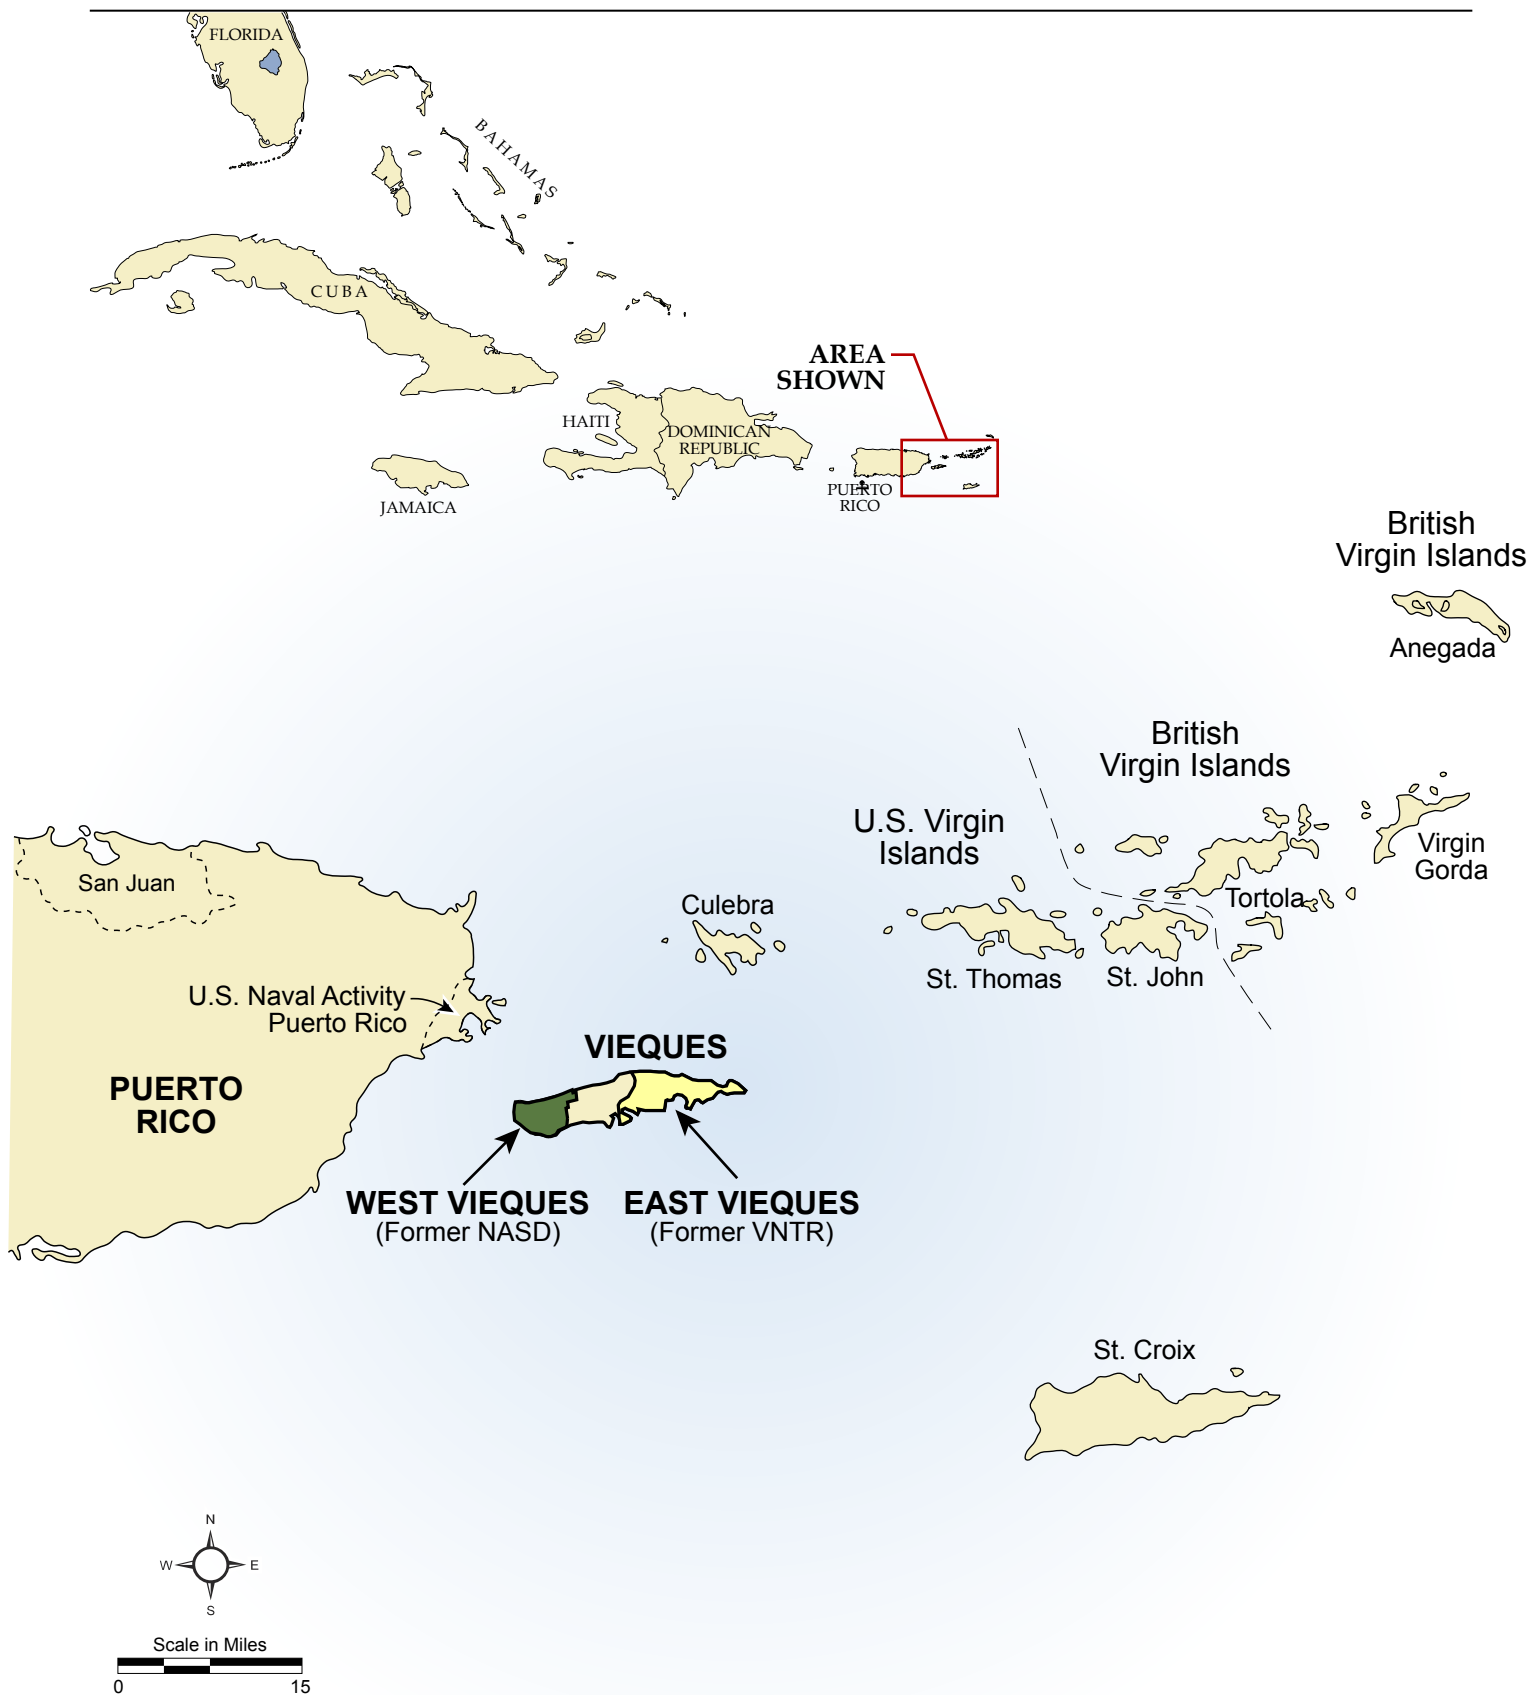 FLORIDA
BAHAMAS
CUBA
AREA
SHOWN
HAITI
DOMINICAN
REPUBLIC
JAMAICA
PUERTO
RICO
British
Virgin Islands
Anegada
British
Virgin Islands
U.S. Virgin
Islands
Virgin
Gorda
San Juan
Culebra
Tortola
St. Thomas
St. John
U.S. Naval Activity
Puerto Rico
VIEQUES
PUERTO
RICO
WEST VIEQUES
(Former NASD)
EAST VIEQUES
(Former VNTR)
St. Croix
N
W
E
S
Scale in Miles
0
15